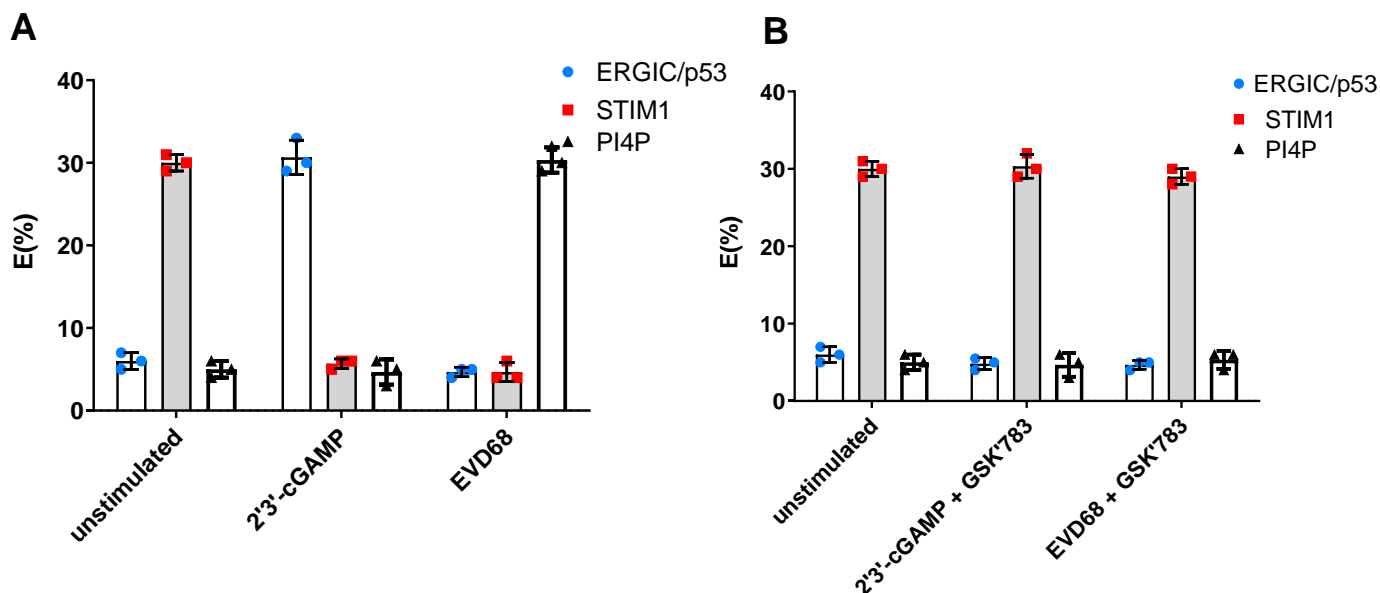 A
ERGIC/p53
STIM1
PI4P
40
30
20
10
0
E(%)
unstimulated
2'3'-cGAMP
EVD68
B
ERGIC/p53
STIM1
PI4P
40
30
20
10
0
E(%)
unstimulated
2'3'-cGAMP + GSK'783
EVD68 + GSK'783